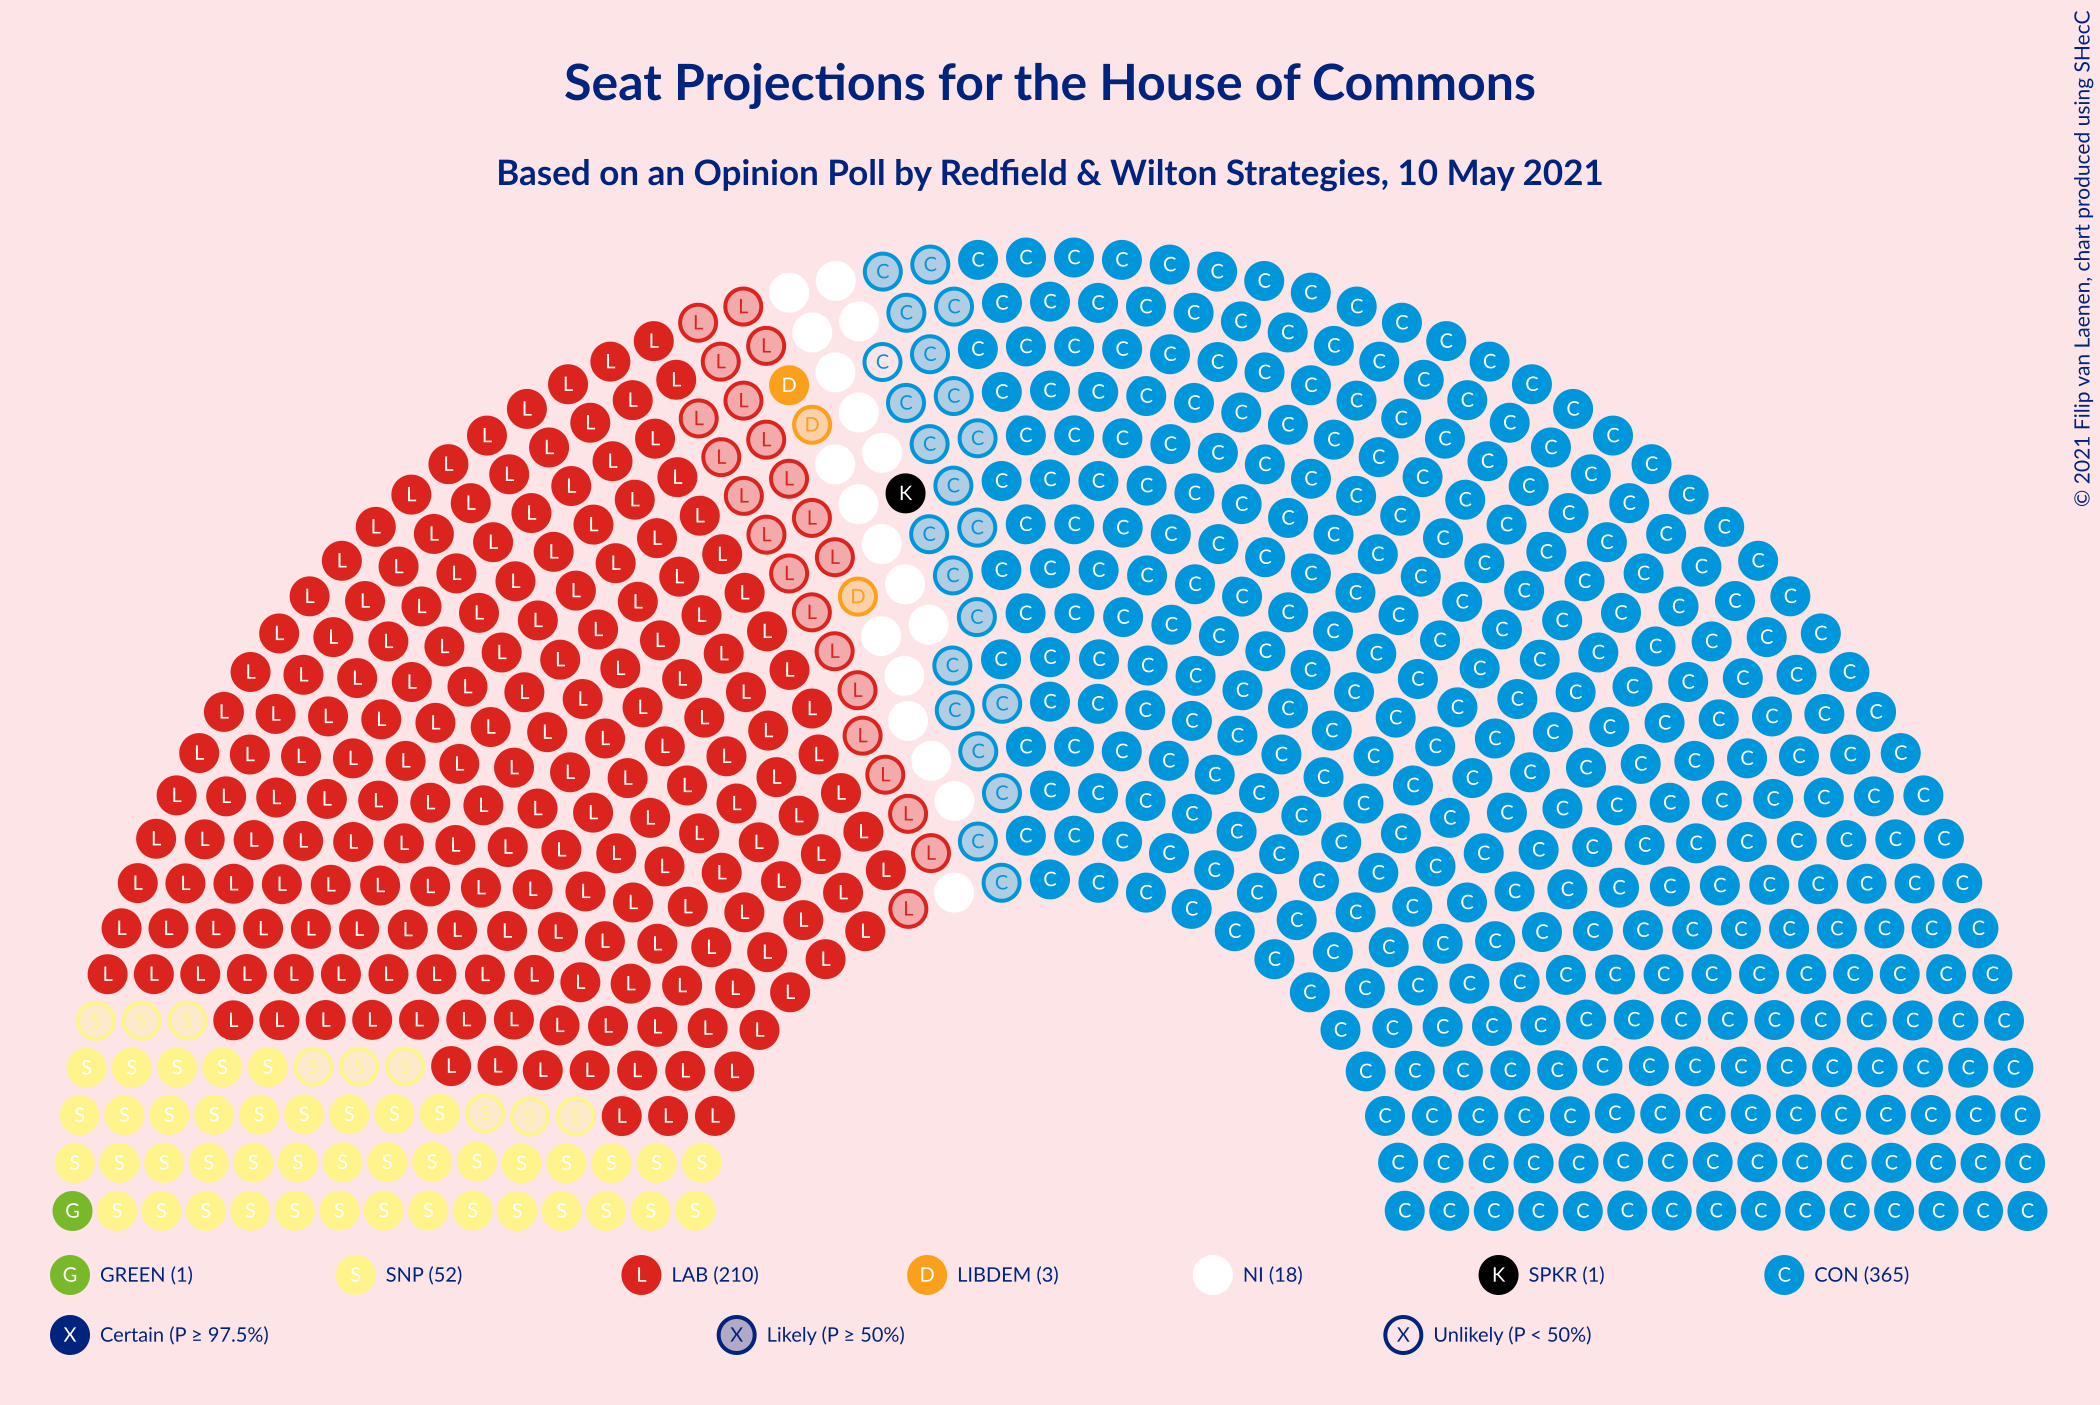 Seat Projections for the House of Commons
Based on an Opinion Poll by Redfield & Wilton Strategies, 10 May 2021
© 2021 Filip van Laenen, chart produced using SHecC
G GREEN (1)
S SNP (52)
L LAB (210)
D LIBDEM (3)
NI (18)
K SPKR (1)
C CON (365)
X Certain (P ≥ 97.5%)
X Likely (P ≥ 50%)
X Unlikely (P < 50%)